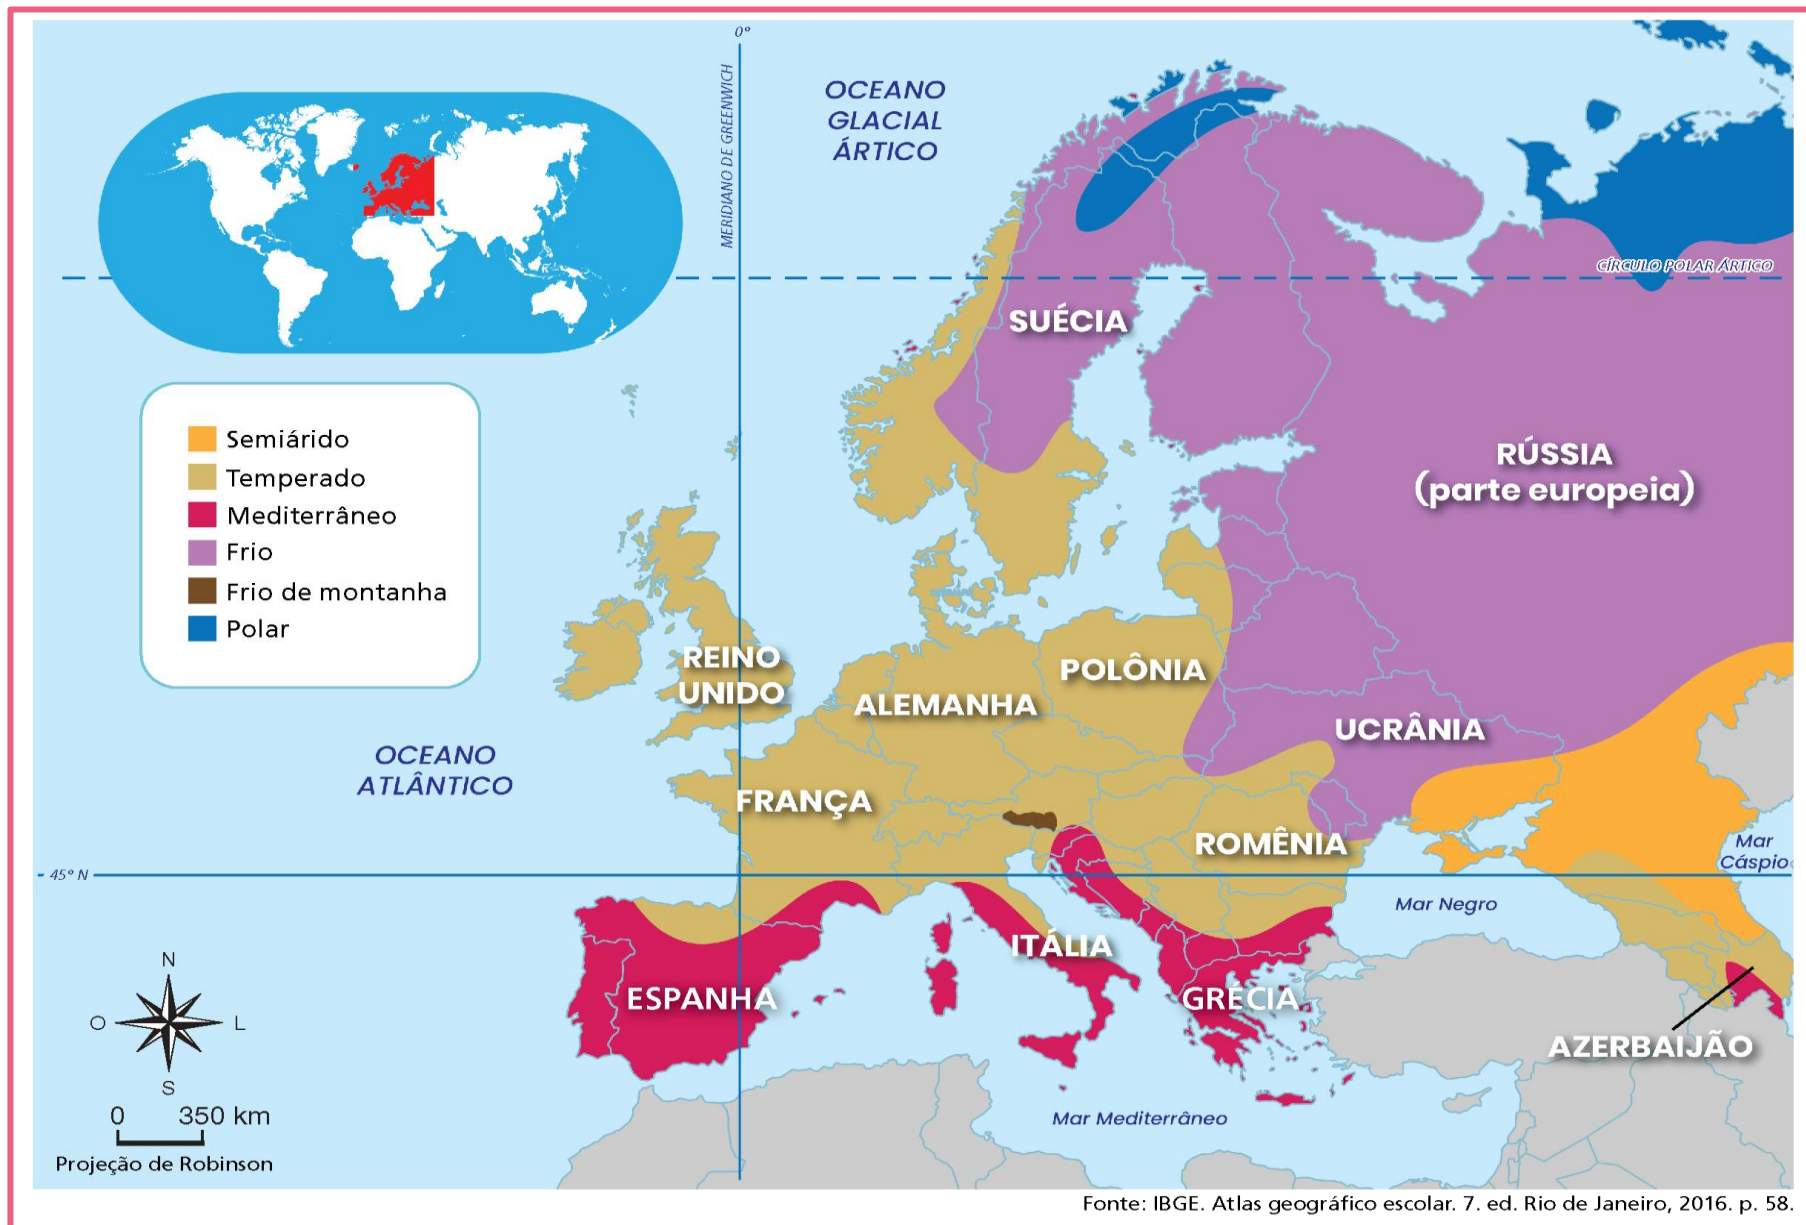 0°
MERIDIANO DE GREENWICH
OCEANO
GLACIAL
ÁRTICO
CÍRCULO POLAR ÁRTICO
SUÉCIA
Semiárido
Temperado
Mediterrâneo
Frio
Frio de montanha
Polar
RÚSSIA
(parte europeia)
REINO
UNIDO
POLÔNIA
ALEMANHA
UCRÂNIA
OCEANO
ATLÂNTICO
FRANÇA
ROMÊNIA
Mar
Cáspio
45° N
Mar Negro
ITÁLIA
ESPANHA
GRÉCIA
AZERBAIJÃO
Mar Mediterrâneo
N
O
L
S
0 350 km
Projeção de Robinson
Fonte: IBGE. Atlas geográfico escolar. 7. ed. Rio de Janeiro, 2016. p. 58.